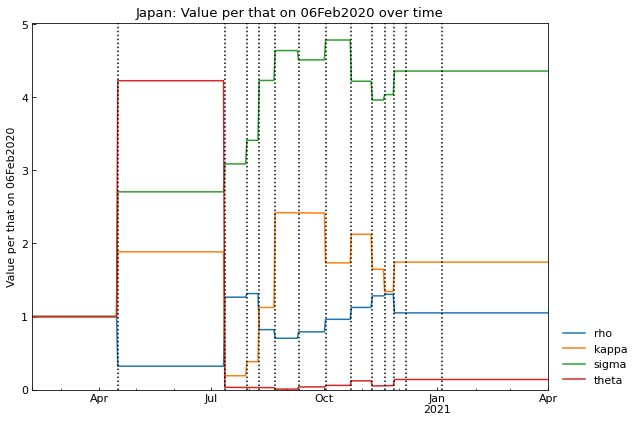 Japan: Value per that on 06Feb2020 over time
Value per that on 06Feb2020
5
4
3
2
1
0
Apr
Jul
Oct
Jan
2021
Apr
rho
kappa
sigma
theta